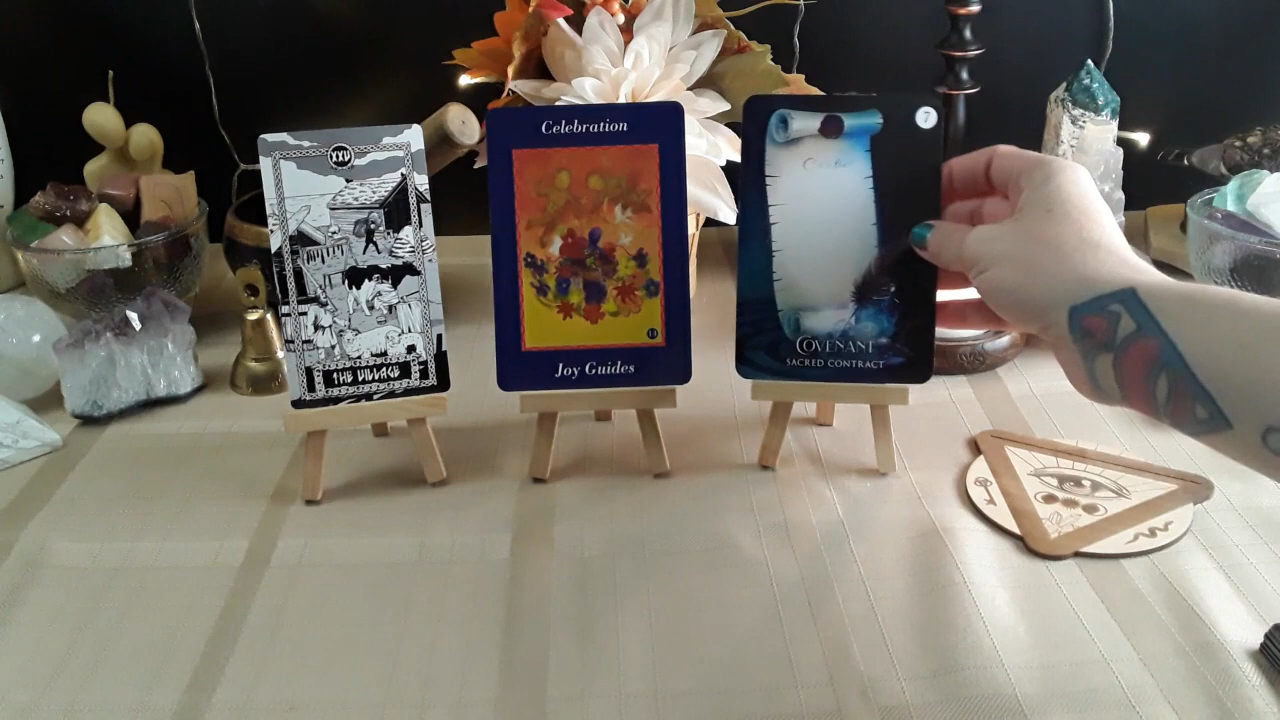 XXV
THE VILLAGE
Celebration
11
Joy Guides
7
COVENANT
SACRED CONTRACT